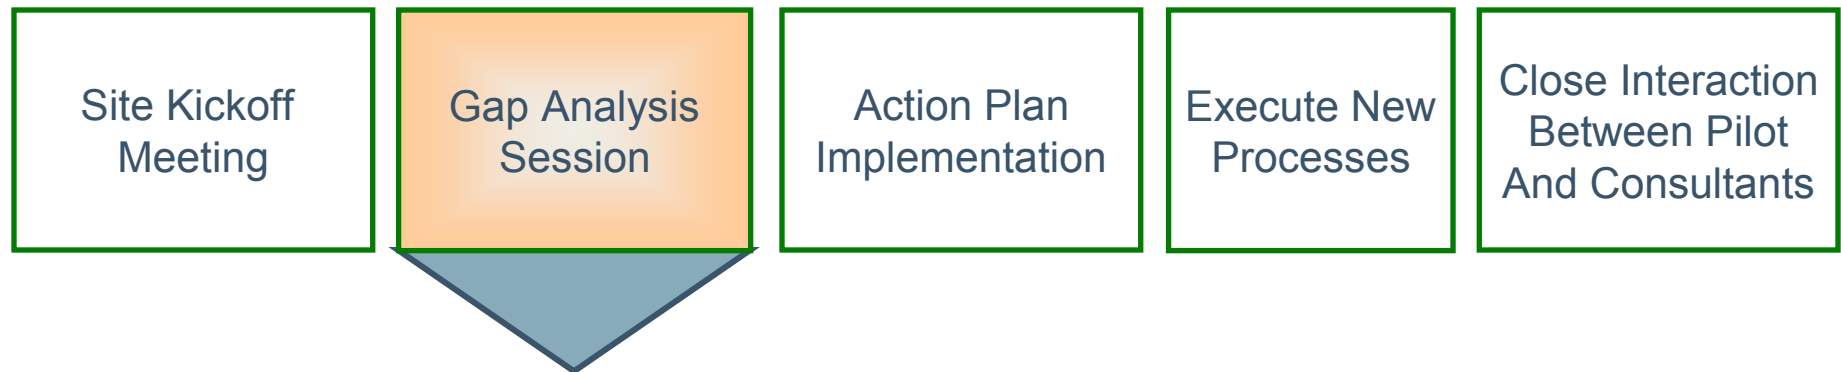 Site Kickoff
Meeting
Gap Analysis
Session
Action Plan
Implementation
Execute New
Processes
Close Interaction
Between Pilot
And Consultants